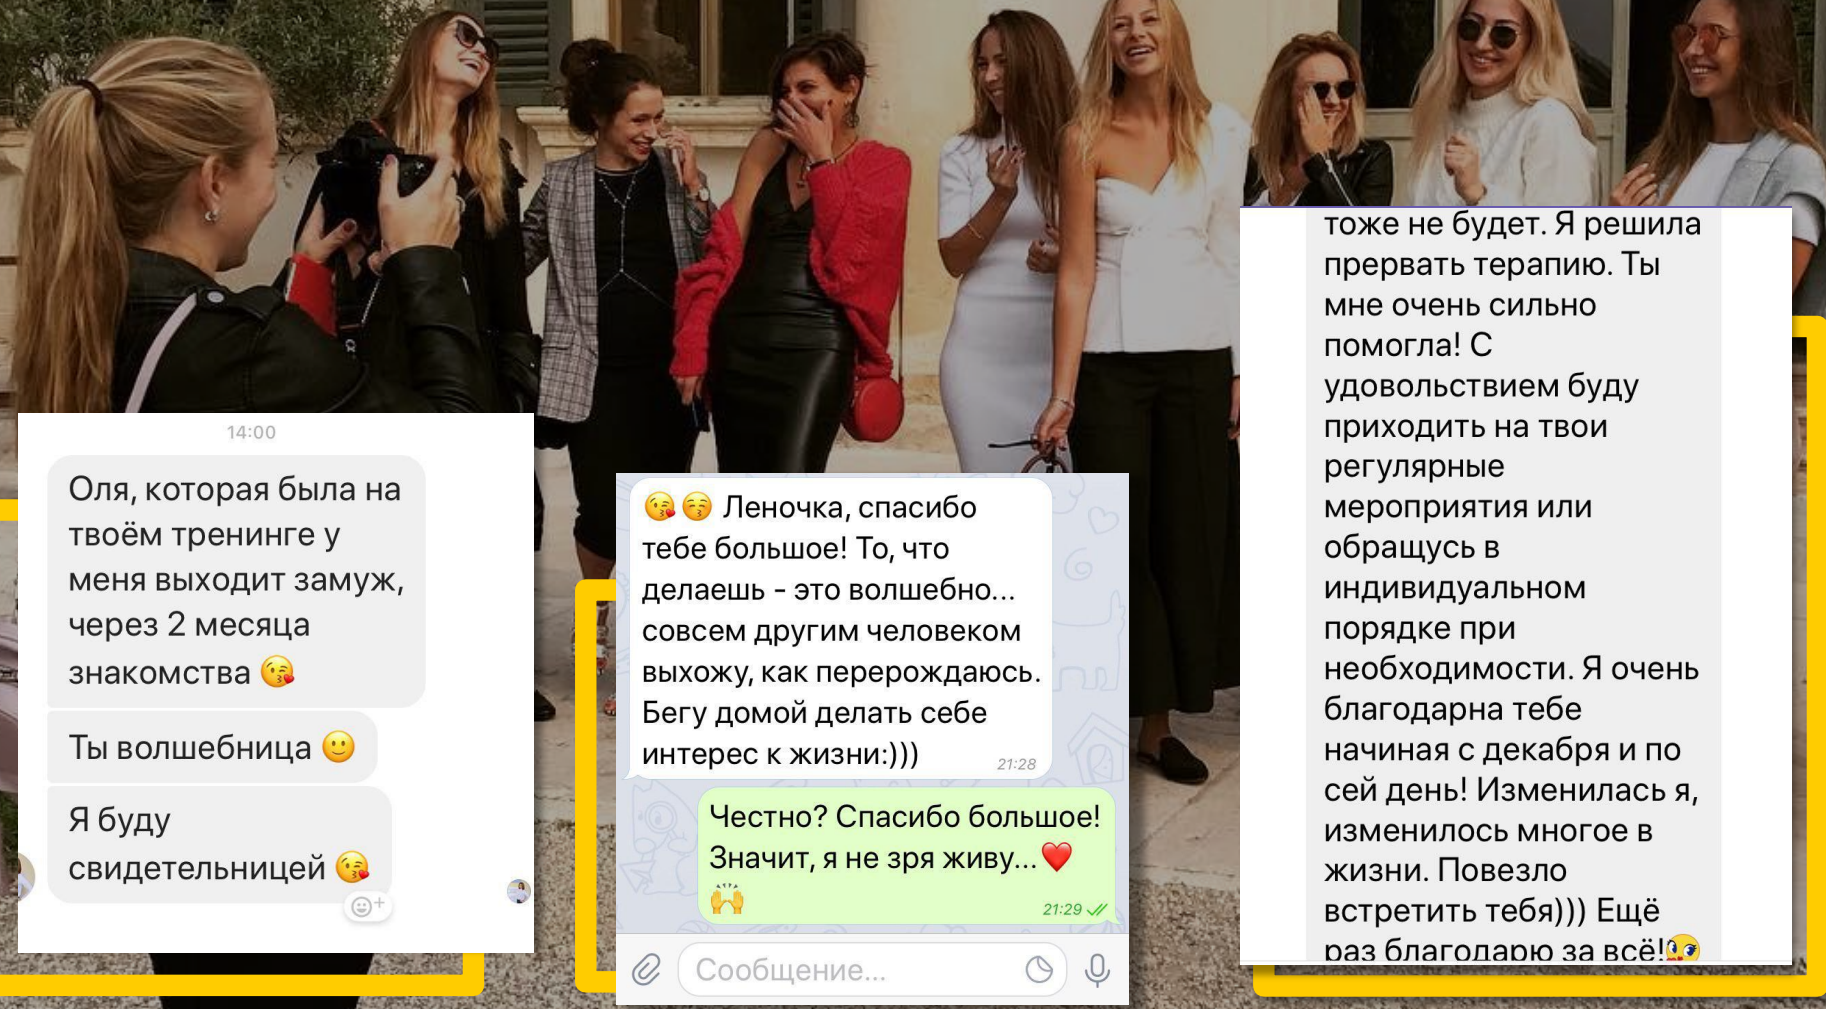 14:00
Оля, которая была на
твоём тренинге у
меня выходит замуж,
через 2 месяца
знакомства 😘
Ты волшебница 🙂
Я буду
свидетельницей 😘
😘😚 Леночка, спасибо
тебе большое! То, что
делаешь - это волшебно...
совсем другим человеком
выхожу, как перерождаюсь.
Бегу домой делать себе
интерес к жизни:)))
21:28
Честно? Спасибо большое!
Значит, я не зря живу...❤️
🙌
21:29
Сообщение...
тоже не будет. Я решила
прервать терапию. Ты
мне очень сильно
помогла! С
удовольствием буду
приходить на твои
регулярные
мероприятия или
обращусь в
индивидуальном
порядке при
необходимости. Я очень
благодарна тебе
начиная с декабря и по
сей день! Изменилась я,
изменилось многое в
жизни. Повезло
встретить тебя))) Ещё
раз благодарю за всё!😘